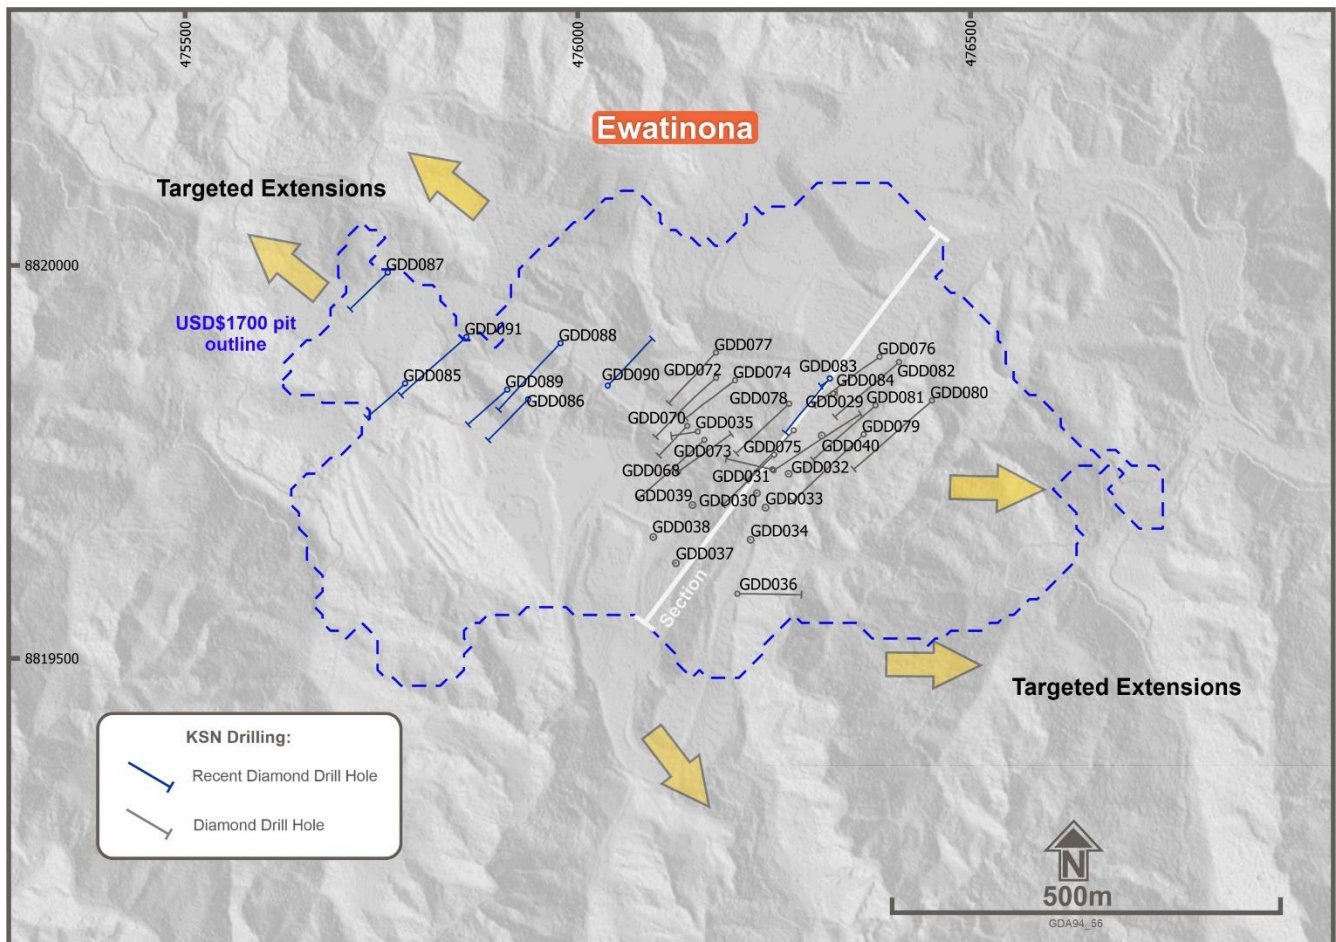 475500
476000
476500
Ewatinona
Targeted Extensions
GDD087
8820000
USD$1700 pit
outline
GDD091
GDD088
GDD077
GDD076
GDD085
GDD089
GDD090
GDD072
GDD074
GDD083
GDD084
GDD082
GDD086
GDD078
GDD029
GDD081
GDD080
GDD070
GDD035
GDD079
GDD073
GDD075
GDD040
GDD068
GDD031
GDD032
GDD039
GDD030
GDD033
GDD038
GDD034
GDD037
GDD036
Section
8819500
Targeted Extensions
KSN Drilling:
Recent Diamond Drill Hole
Diamond Drill Hole
N
500m
GDA94_56